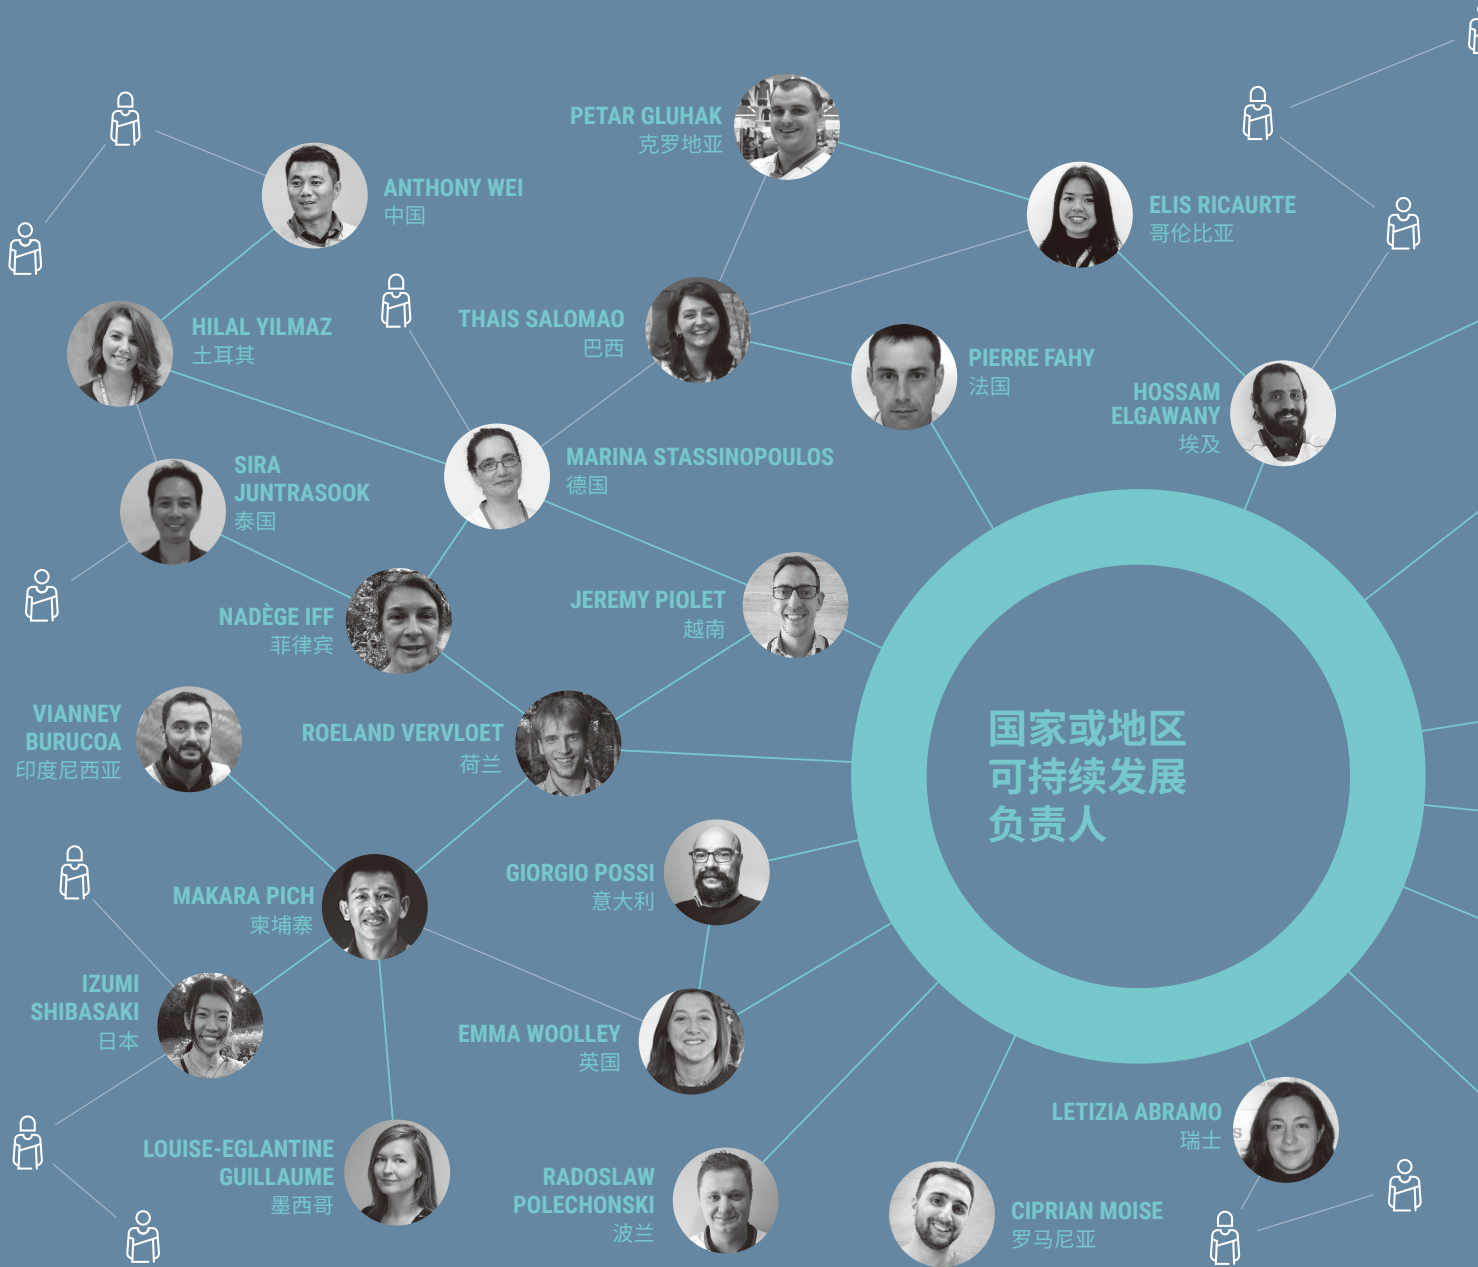 PETAR GLUHAK
克罗地亚
ANTHONY WEI
中国
ELIS RICAURTE
哥伦比亚
HILAL YILMAZ
土耳其
THAIS SALOMAO
巴西
PIERRE FAHY
法国
HOSSAM
ELGAWANY
埃及
SIRA
JUNTRASOOK
泰国
MARINA STASSINOPOULOS
德国
NADÈGE IFF
菲律宾
JEREMY PIOLET
越南
VIANNEY
BURUCOA
印度尼西亚
ROELAND VERVLOET
荷兰
国家或地区
可持续发展
负责人
GIORGIO POSSI
意大利
MAKARA PICH
柬埔寨
IZUMI
SHIBASAKI
日本
EMMA WOOLLEY
英国
LETIZIA ABRAMO
瑞士
LOUISE-EGLANTINE
GUILLAUME
墨西哥
RADOSLAW
POLECHONSKI
波兰
CIPRIAN MOISE
罗马尼亚